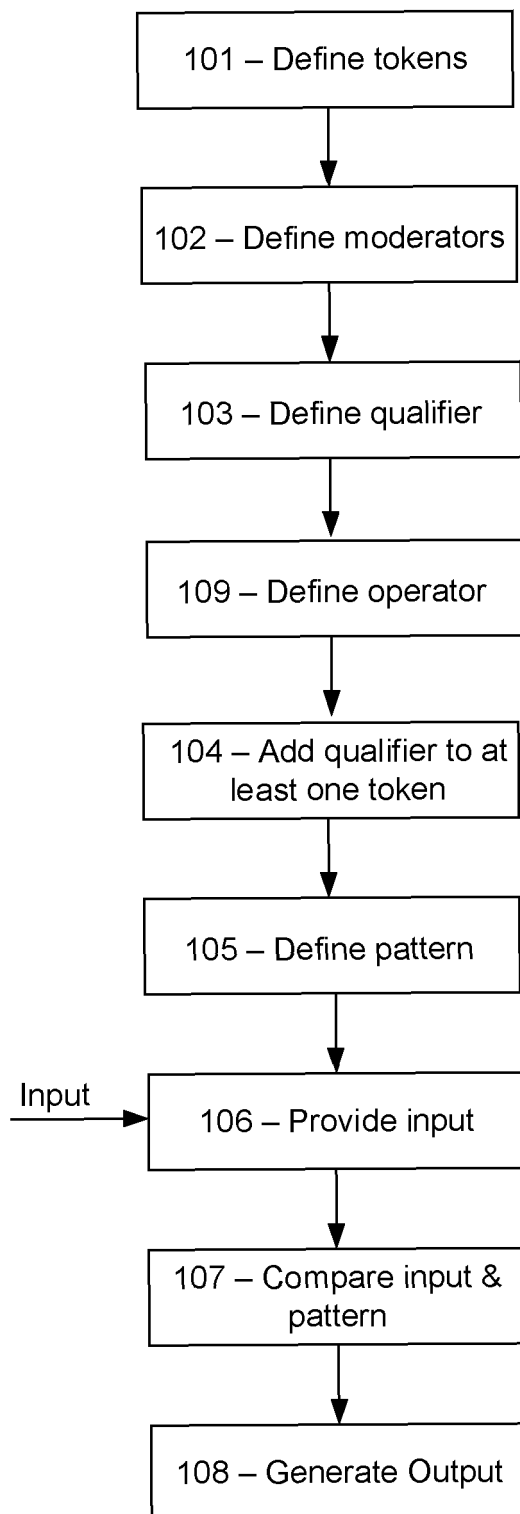 101 – Define tokens
102 – Define moderators
103 – Define qualifier
109 – Define operator
104 – Add qualifier to at
least one token
105 – Define pattern
Input
106 – Provide input
107 – Compare input &
pattern
108 – Generate Output